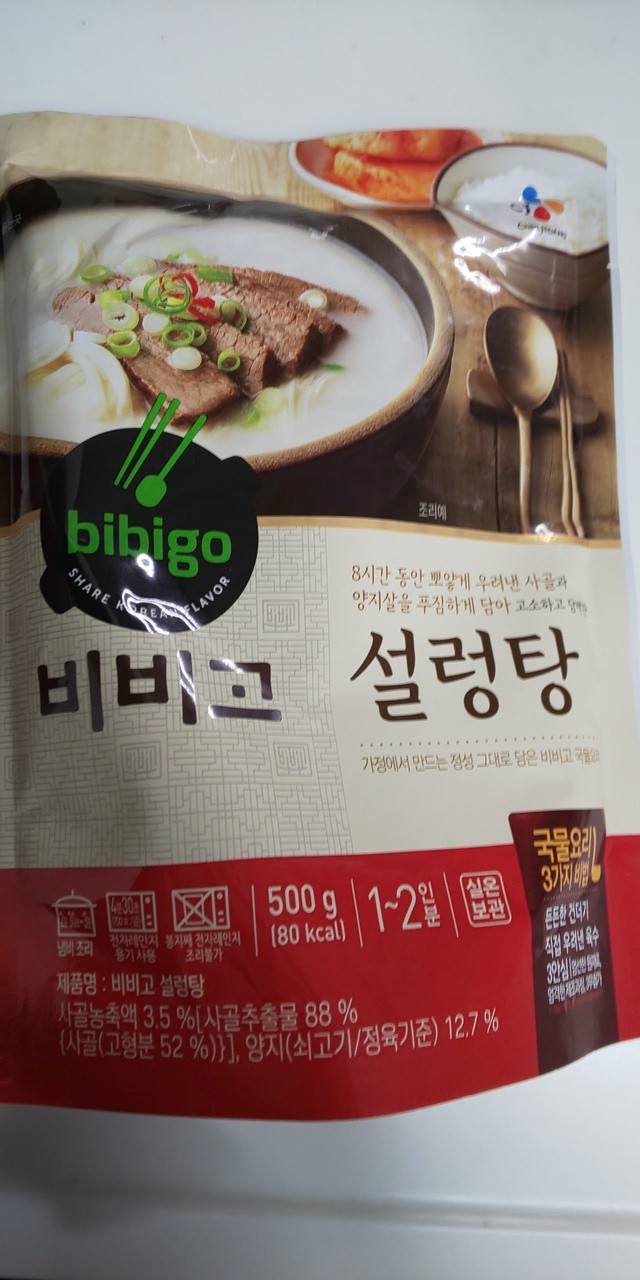 조리예
bibigo
SHARE KOREAN FLAVOR
8시간 동안 뽀얗게 우려낸 사골과
양지살을 푸짐하게 담아 고소하고
비비고 설렁탕
가정에서 만드는 정성 그대로 담은 비비고 국물요리
국물요리
3가지 비법
든든한 건더기
직접 우려낸 육수
3안심
냄비 조리
4분30초
전자레인지
용기 사용
봉지째 전자레인지
조리불가
500 g
(80 kcal)
1~2인분
실온
보관
제품명 : 비비고 설렁탕
사골농축액 3.5 %[사골추출물 88 %
{사골(고형분 52 %)}], 양지(쇠고기/정육기준) 12.7 %